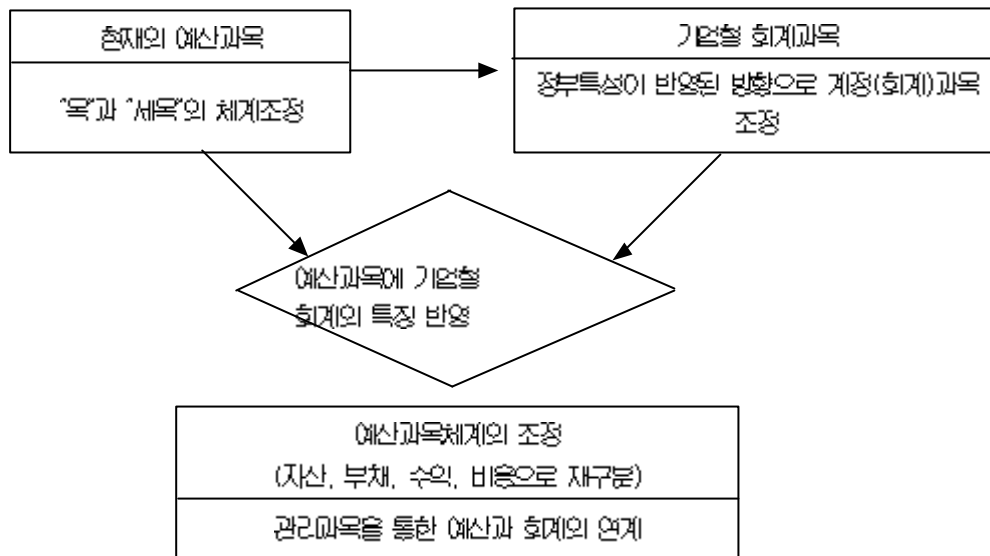 현재의 예산과목
"목"과 "세목"의 체계조정
기업형 회계과목
정부특성이 반영된 방향으로 계정(회계)과목
조정
예산과목에 기업형
회계의 특징 반영
예산과목체계의 조정
(자산, 부채, 수익, 비용으로 재구분)
관리과목을 통한 예산과 회계의 연계